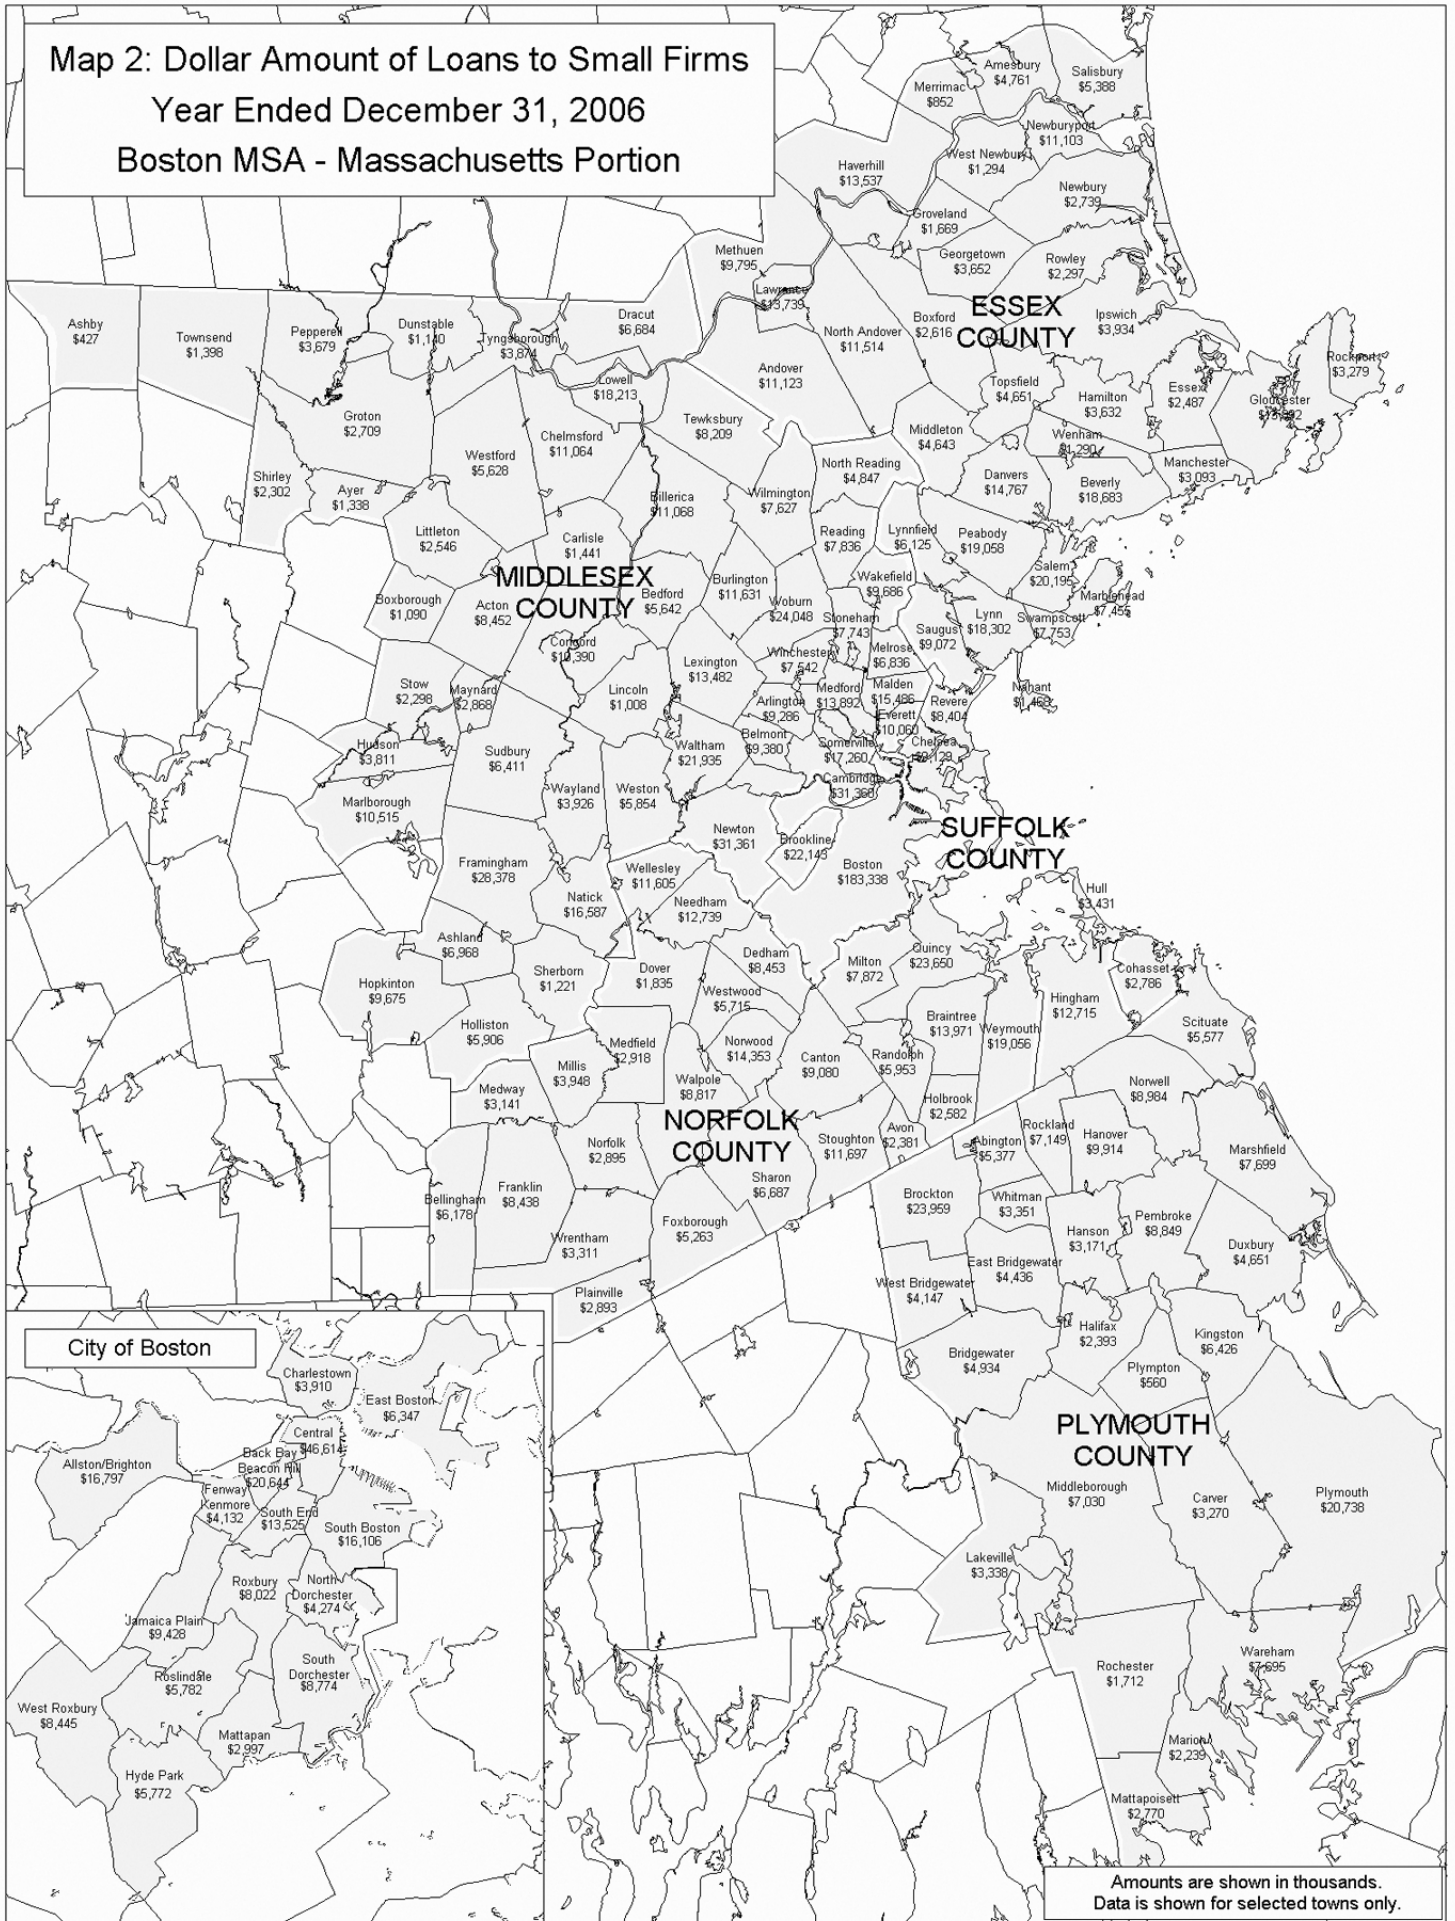 Map 2: Dollar Amount of Loans to Small Firms
Year Ended December 31, 2006
Boston MSA - Massachusetts Portion
Amesbury
$4,761
Salisbury
$5,388
Merrimac
$852
Newburyport
$11,103
West Newbury
$1,294
Haverhill
$13,537
Newbury
$2,739
Groveland
$1,669
Methuen
$9,795
Georgetown
$3,652
Rowley
$2,297
Lawrence
$13,739
ESSEX
COUNTY
Ashby
$427
Townsend
$1,398
Pepperell
$3,679
Dunstable
$1,140
Tyngsborough
$3,874
Dracut
$6,684
North Andover
$11,514
Boxford
$2,616
Ipswich
$3,934
Rockport
$3,279
Andover
$11,123
Lowell
$18,213
Topsfield
$4,651
Hamilton
$3,632
Essex
$2,487
Gloucester
Groton
$2,709
Chelmsford
$11,064
Tewksbury
$8,209
Middleton
$4,643
Wenham
$1,290
Westford
$5,628
North Reading
$4,847
Danvers
$14,767
Beverly
$18,683
Manchester
$3,093
Shirley
$2,302
Ayer
$1,338
Billerica
$11,068
Wilmington
$7,627
Littleton
$2,546
Carlisle
$1,441
Reading
$7,836
Lynnfield
$6,125
Peabody
$19,058
Salem
$20,195
MIDDLESEX
COUNTY
Burlington
$11,631
Wakefield
$9,686
Marblehead
$7,455
Boxborough
$1,090
Acton
$8,452
Bedford
$5,642
Woburn
$24,048
Stoneham
$7,743
Lynn
$18,302
Swampscott
$7,753
Saugus
$9,072
Concord
$10,390
Lexington
$13,482
Winchester
$7,542
Melrose
$6,836
Stow
$2,298
Maynard
$2,868
Lincoln
$1,008
Medford
$13,892
Malden
$15,486
Nahant
$1,468
Arlington
$9,286
Revere
$8,404
Everett
$10,060
Hudson
$3,811
Sudbury
$6,411
Waltham
$21,935
Belmont
$9,380
Somerville
$17,260
Chelsea
$9,129
Cambridge
$31,368
Wayland
$3,926
Weston
$5,854
Marlborough
$10,515
SUFFOLK
COUNTY
Newton
$31,361
Brookline
$22,143
Framingham
$28,378
Wellesley
$11,605
Boston
$183,338
Natick
$16,587
Needham
$12,739
Hull
$3,431
Ashland
$6,968
Dedham
$8,453
Milton
$7,872
Quincy
$23,650
Hopkinton
$9,675
Sherborn
$1,221
Dover
$1,835
Westwood
$5,715
Cohasset
$2,786
Hingham
$12,715
Holliston
$5,906
Braintree
$13,971
Weymouth
$19,056
Scituate
$5,577
Medfield
$2,918
Norwood
$14,353
Canton
$9,080
Randolph
$5,953
Millis
$3,948
Walpole
$8,817
Medway
$3,141
Holbrook
$2,582
Norwell
$8,984
NORFOLK
COUNTY
Norfolk
$2,895
Stoughton
$11,697
Avon
$2,381
Abington
$5,377
Rockland
$7,149
Hanover
$9,914
Marshfield
$7,699
Sharon
$6,687
Bellingham
$6,178
Franklin
$8,438
Brockton
$23,959
Whitman
$3,351
Wrentham
$3,311
Foxborough
$5,263
Hanson
$3,171
Pembroke
$8,849
Duxbury
$4,651
East Bridgewater
$4,436
West Bridgewater
$4,147
Plainville
$2,893
Halifax
$2,393
Kingston
$6,426
Bridgewater
$4,934
Plympton
$560
PLYMOUTH
COUNTY
Middleborough
$7,030
Carver
$3,270
Plymouth
$20,738
Lakeville
$3,338
Rochester
$1,712
Wareham
$7,695
Marion
$2,239
Mattapoisett
$2,770
City of Boston
Charlestown
$3,910
East Boston
$6,347
Central
$46,614
Allston/Brighton
$16,797
Back Bay
Beacon Hill
$20,644
Fenway
Kenmore
$4,132
South End
$13,525
South Boston
$16,106
Roxbury
$8,022
North
Dorchester
$4,274
Jamaica Plain
$9,428
Roslindale
$5,782
South
Dorchester
$8,774
West Roxbury
$8,445
Mattapan
$2,997
Hyde Park
$5,772
Amounts are shown in thousands.
Data is shown for selected towns only.